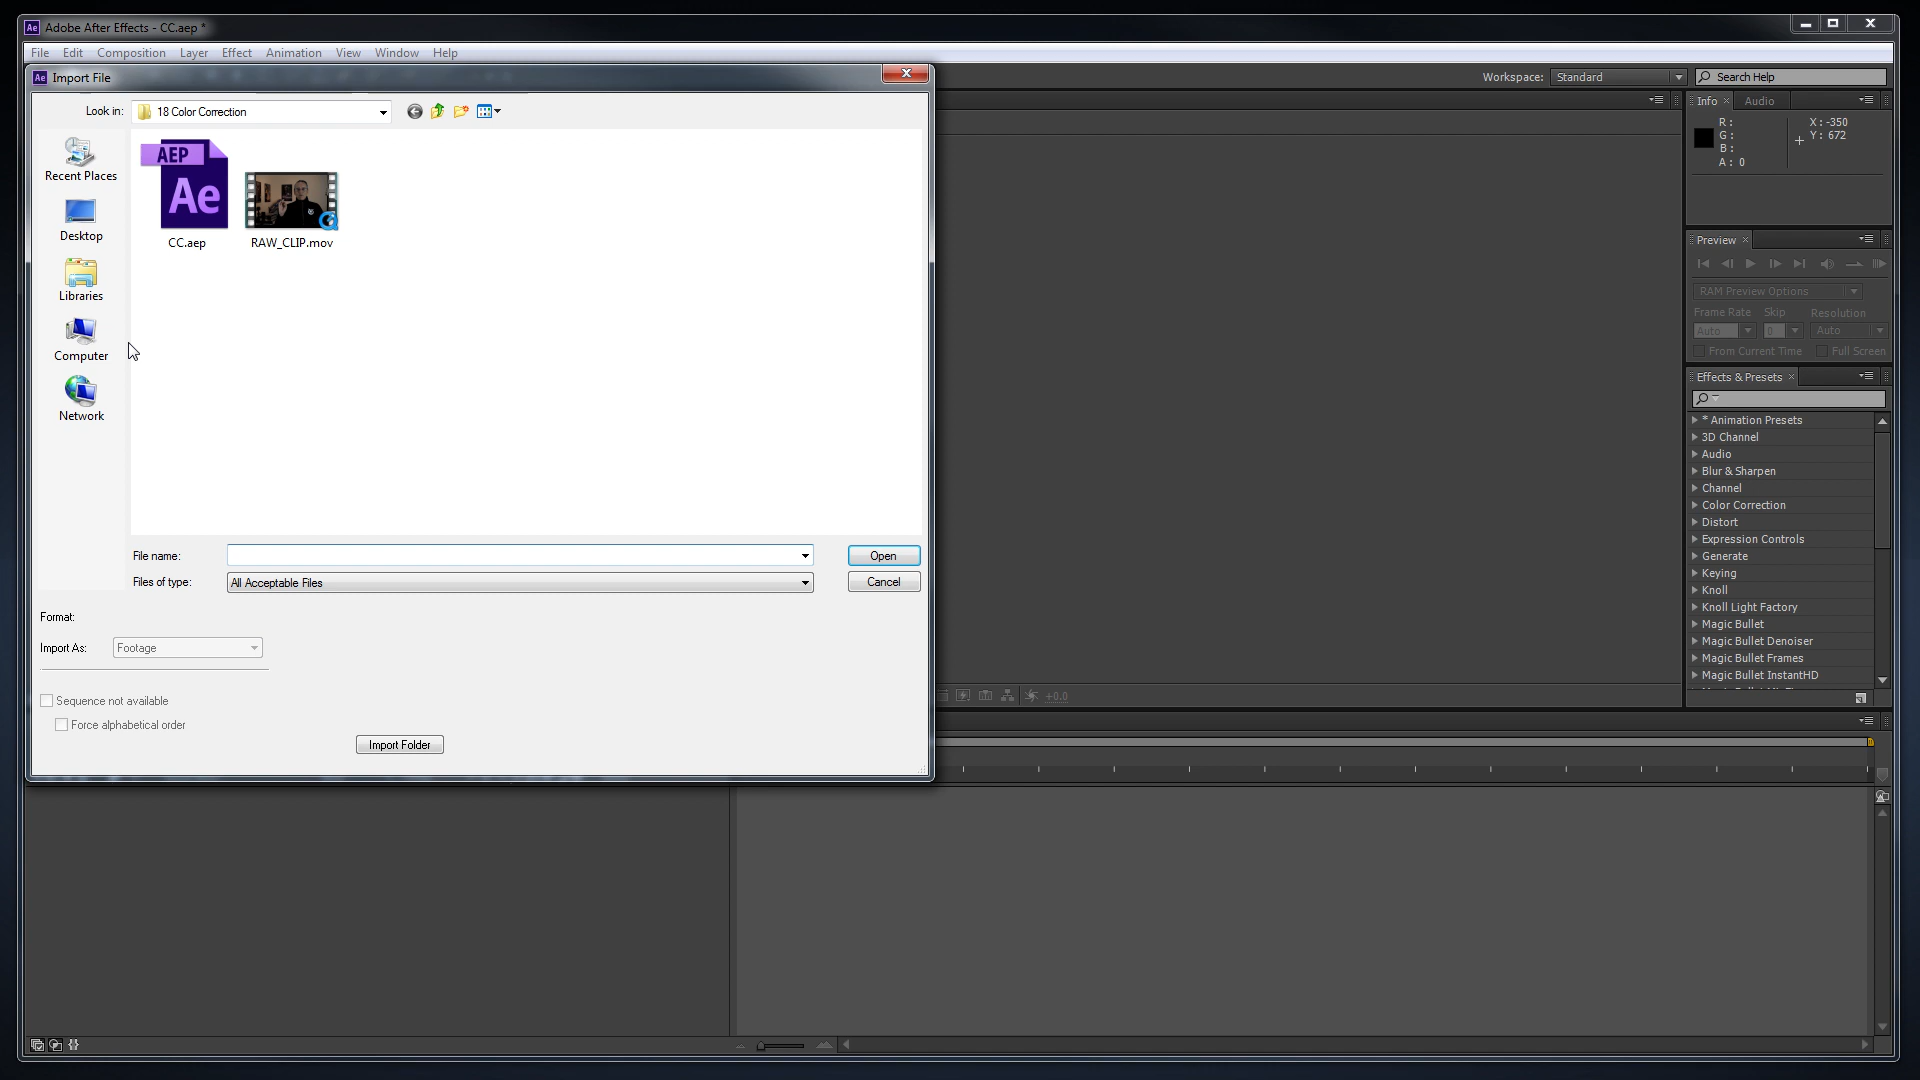 Ae Adobe After Effects - CC.aep *
File Edit Composition Layer Effect Animation View Window Help
Ae Import File
Workspace: Standard
Search Help
Look in: 18 Color Correction
Info × Audio
R :
G :
B :
A : 0
X : -350
Y : 672
Recent Places
Desktop
Libraries
Computer
Network
AEP
Ae
CC.aep
RAW_CLIP.mov
Preview ×
RAM Preview Options
Frame Rate Skip Resolution
Auto 0 Auto
From Current Time Full Screen
Effects & Presets ×
* Animation Presets
3D Channel
Audio
Blur & Sharpen
Channel
Color Correction
Distort
Expression Controls
Generate
Keying
Knoll
Knoll Light Factory
Magic Bullet
Magic Bullet Denoiser
Magic Bullet Frames
Magic Bullet InstantHD
File name: Open
Files of type: All Acceptable Files Cancel
Format:
Import As: Footage
Sequence not available
Force alphabetical order
Import Folder
+0.0